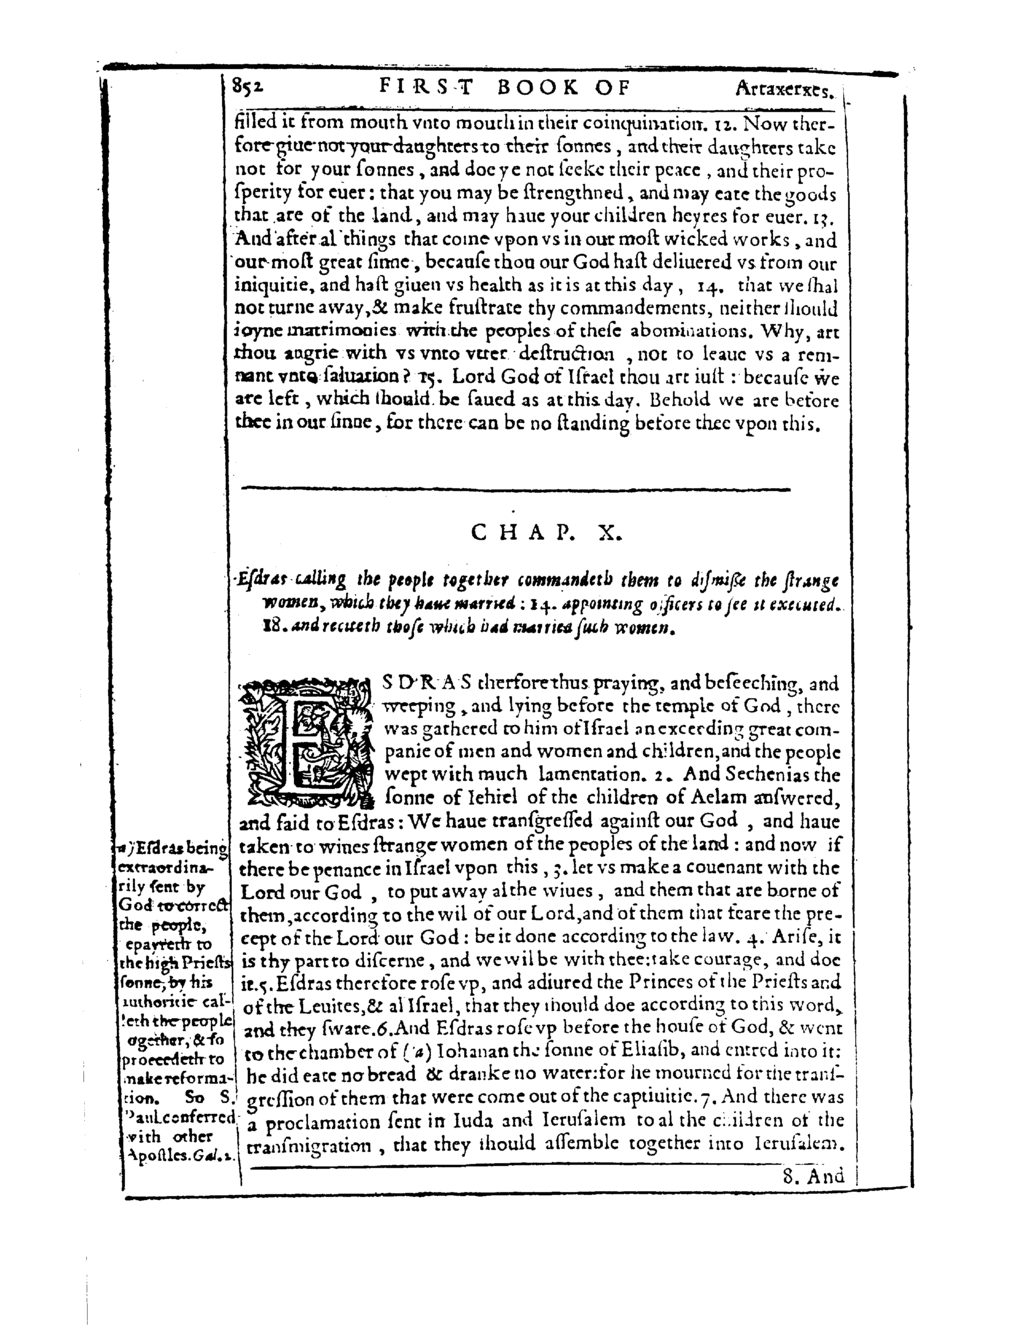 852 FIRST BOOK OF Artaxerxes.
filled it from mouth vnto mouth in their coinquination. 12. Now ther-
fore giue not your daughters to their ſonnes, and their daughters take
not for your ſonnes, and doe ye not ſeeke their peace, and their pro-
ſperity for euer: that you may be ſtrengthned, and may eate the goods
that are of the land, and may haue your children heyres for euer. 13.
And after al things that come vpon vs in our moſt wicked works, and
our moſt great ſinne, becauſe thou our God haſt deliuered vs from our
iniquitie, and haſt giuen vs health as it is at this day, 14. that we ſhal
not turne away, & make fruſtrate thy commandements, neither ſhould
ioyne matrimonies with the peoples of theſe abominations. Why, art
thou angrie with vs vnto vtter deſtruction, not to leaue vs a rem-
nant vnto ſaluation? 15. Lord God of Iſrael thou art iuſt: becauſe we
are left, which ſhould be ſaued as at this day. Behold we are before
thee in our ſinne, for there can be no ſtanding before thee vpon this.
CHAP. X.
Eſdras calling the people together commandeth them to diſmiſſe the ſtrange
women, which they haue married: 14. appointing officers to ſee it executed.
18. and reciteth thoſe which had married ſuch women.
ESDRAS therfore thus praying, and beſeeching, and
weeping, and lying before the temple of God, there
was gathered to him of Iſrael an exceeding great com-
panie of men and women and children, and the people
wept with much lamentation. 2. And Sechenias the
ſonne of Iehiel of the children of Aelam anſwered,
and ſaid to Eſdras: We haue tranſgreſſed againſt our God, and haue
taken to wiues ſtrange women of the peoples of the land: and now if
there be penance in Iſrael vpon this, 3. let vs make a couenant with the
Lord our God, to put away al the wiues, and them that are borne of
them, according to the wil of our Lord, and of them that feare the pre-
cept of the Lord our God: be it done according to the law. 4. Ariſe, it
is thy part to diſcerne, and we wil be with thee: take courage, and doe
it. 5. Eſdras therefore roſe vp, and adiured the Princes of the Prieſts and
of the Leuites, & al Iſrael, that they ſhould doe according to this word,
and they ſware. 6. And Eſdras roſe vp before the houſe of God, & went
to the chamber of (a) Iohanan the ſonne of Eliaſib, and entred into it:
he did eate no bread & dranke no water: for he mourned for the tranſ-
greſſion of them that were come out of the captiuitie. 7. And there was
a proclamation ſent in Iuda and Ieruſalem to al the children of the
tranſmigration, that they ſhould aſſemble together into Ieruſalem.
8. And
a) Eſdras being
extraordina-
rily ſent by
God to correct
the people,
epayreth to
the high Prieſts
ſonne, by his
authoritie cal-
leth the people
ogether, & ſo
proceedeth to
make reforma-
tion. So S.
Paul conferred
with other
Apoſtles. Gal. 2.